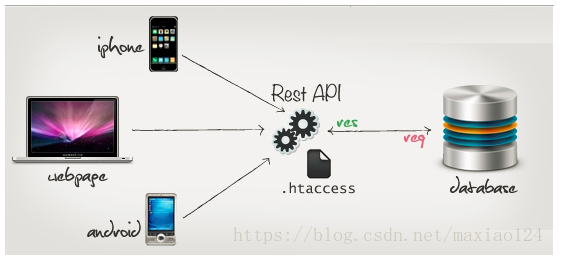 iphone
Rest API
webpage
res
req
.htaccess
database
android
https://blog.csdn.net/maxiao124